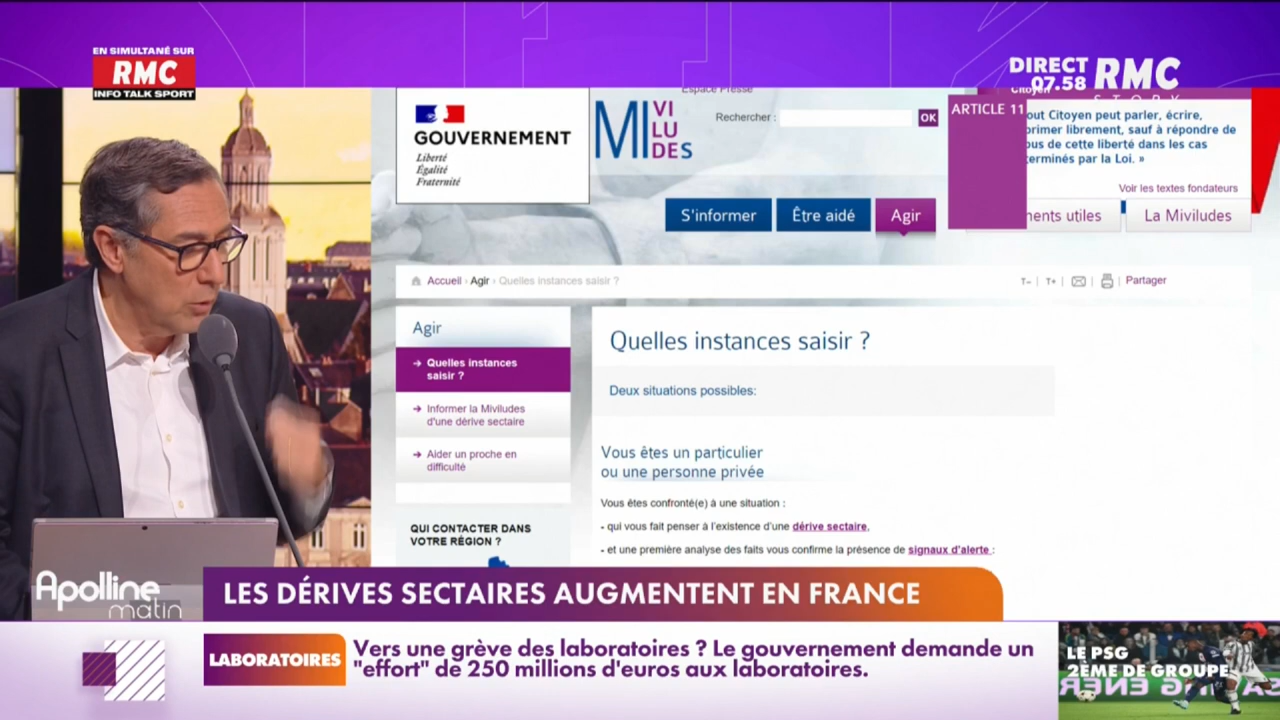 EN SIMULTANÉ SUR
RMC
INFO TALK SPORT
DIRECT
07.58
RMC
STORY
Espace Presse
GOUVERNEMENT
Liberté
Égalité
Fraternité
MIVILUDES
Rechercher :
OK
Citoyen
ARTICLE 11
out Citoyen peut parler, écrire,
primer librement, sauf à répondre de
ous de cette liberté dans les cas
terminés par la Loi. »
Voir les textes fondateurs
S'informer
Être aidé
Agir
ments utiles
La Miviludes
Accueil › Agir › Quelles instances saisir ?
T- | T+ |
Partager
Agir
Quelles instances
saisir ?
Informer la Miviludes
d'une dérive sectaire
Aider un proche en
difficulté
QUI CONTACTER DANS
VOTRE RÉGION ?
Quelles instances saisir ?
Deux situations possibles:
Vous êtes un particulier
ou une personne privée
Vous êtes confronté(e) à une situation :
- qui vous fait penser à l'existence d'une dérive sectaire,
- et une première analyse des faits vous confirme la présence de signaux d'alerte :
Apolline
matin
LES DÉRIVES SECTAIRES AUGMENTENT EN FRANCE
LABORATOIRES
Vers une grève des laboratoires ? Le gouvernement demande un
"effort" de 250 millions d'euros aux laboratoires.
LE PSG
2ÈME DE GROUPE